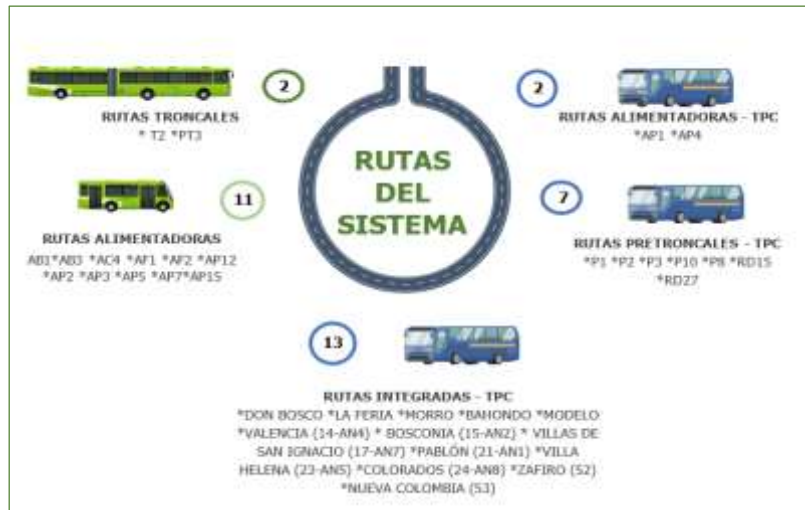 2
RUTAS TRONCALES
* T2 *PT3
11
RUTAS ALIMENTADORAS
AB1*AB3 *AC4 *AF1 *AF2 *AP12
*AP2 *AP3 *AP5 *AP7*AP15
RUTAS
DEL
SISTEMA
2
RUTAS ALIMENTADORAS - TPC
*AP1 *AP4
7
RUTAS PRETRONCALES - TPC
*P1 *P2 *P3 *P10 *P8 *RD15
*RD27
13
RUTAS INTEGRADAS - TPC
*DON BOSCO *LA FERIA *MORRO *BAHONDO *MODELO
*VALENCIA (14-AN4) * BOSCONIA (15-AN2) * VILLAS DE
SAN IGNACIO (17-AN7) *PABLÓN (21-AN1) *VILLA
HELENA (23-AN5) *COLORADOS (24-AN8) *ZAFIRO (52)
*NUEVA COLOMBIA (53)